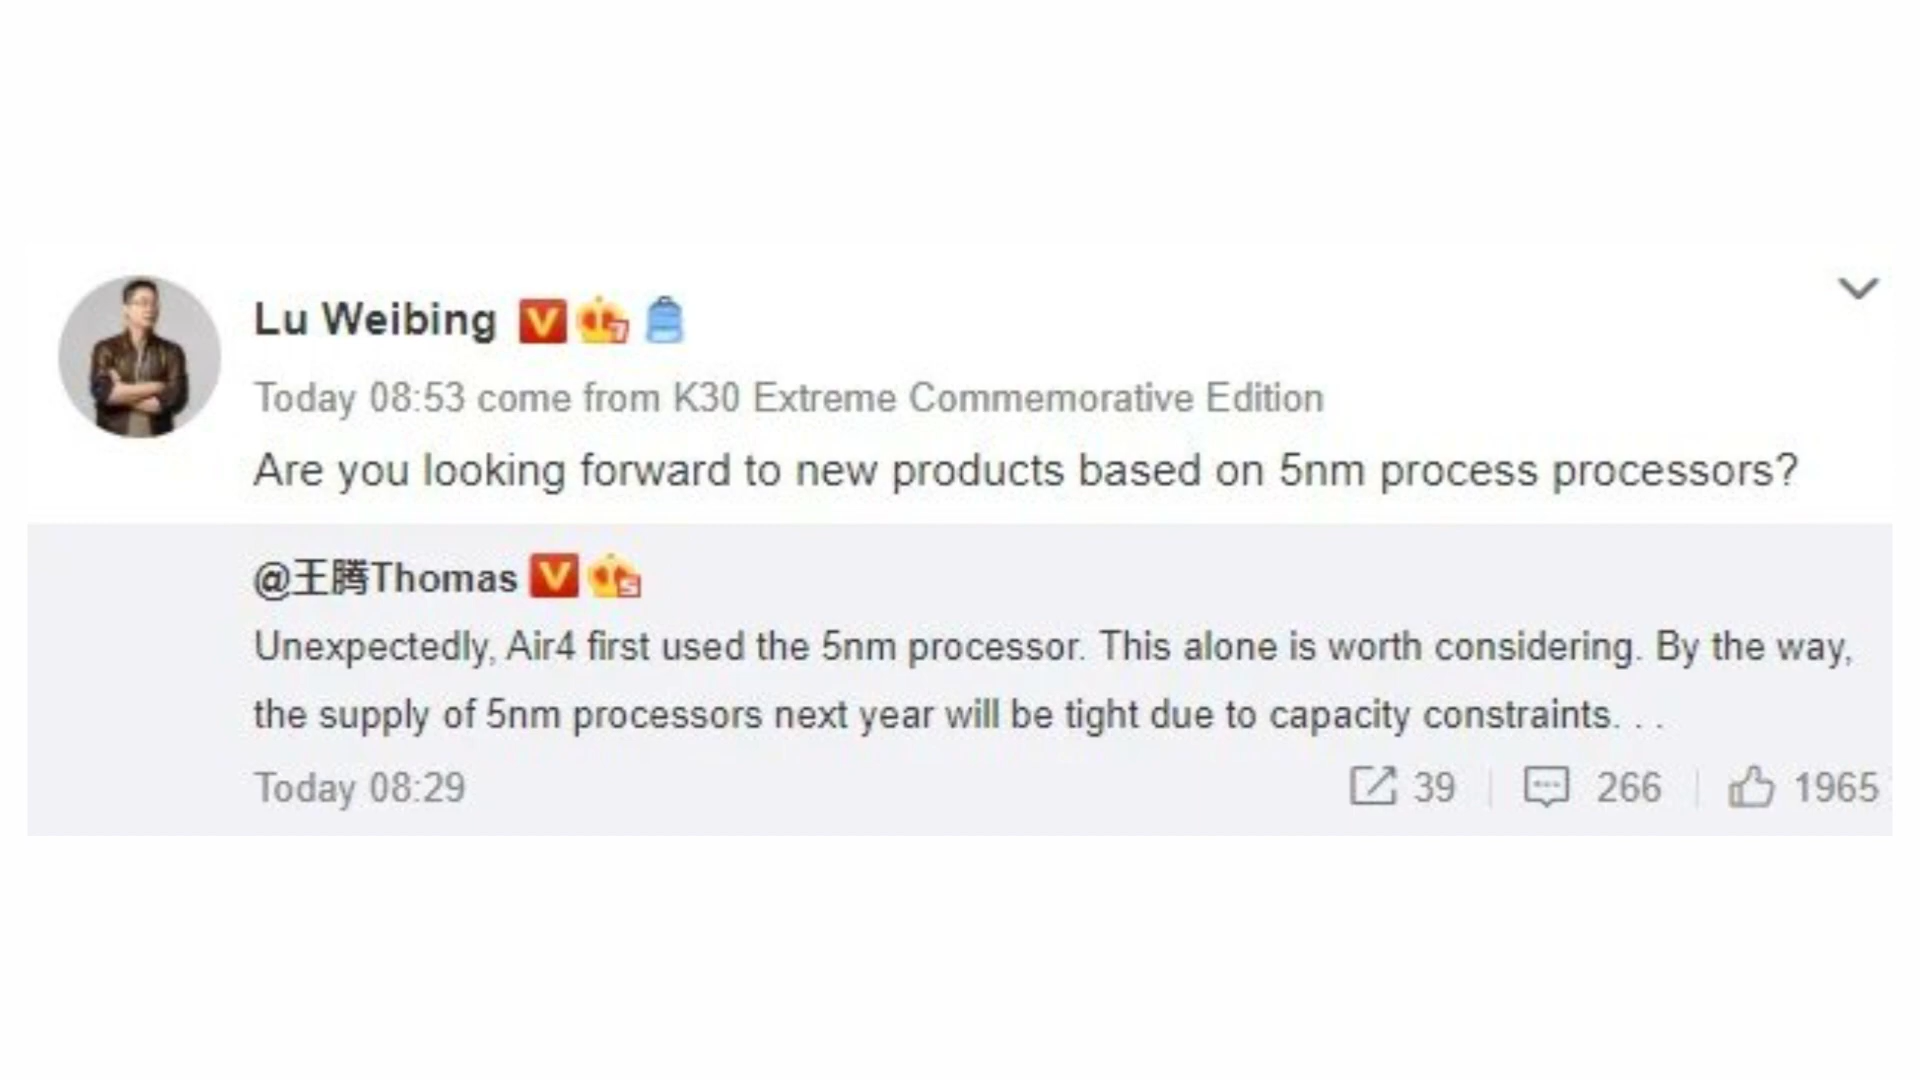 Lu Weibing
Today 08:53 come from K30 Extreme Commemorative Edition
Are you looking forward to new products based on 5nm process processors?
@王腾Thomas
Unexpectedly, Air4 first used the 5nm processor. This alone is worth considering. By the way,
the supply of 5nm processors next year will be tight due to capacity constraints. . .
Today 08:29 39 266 1965